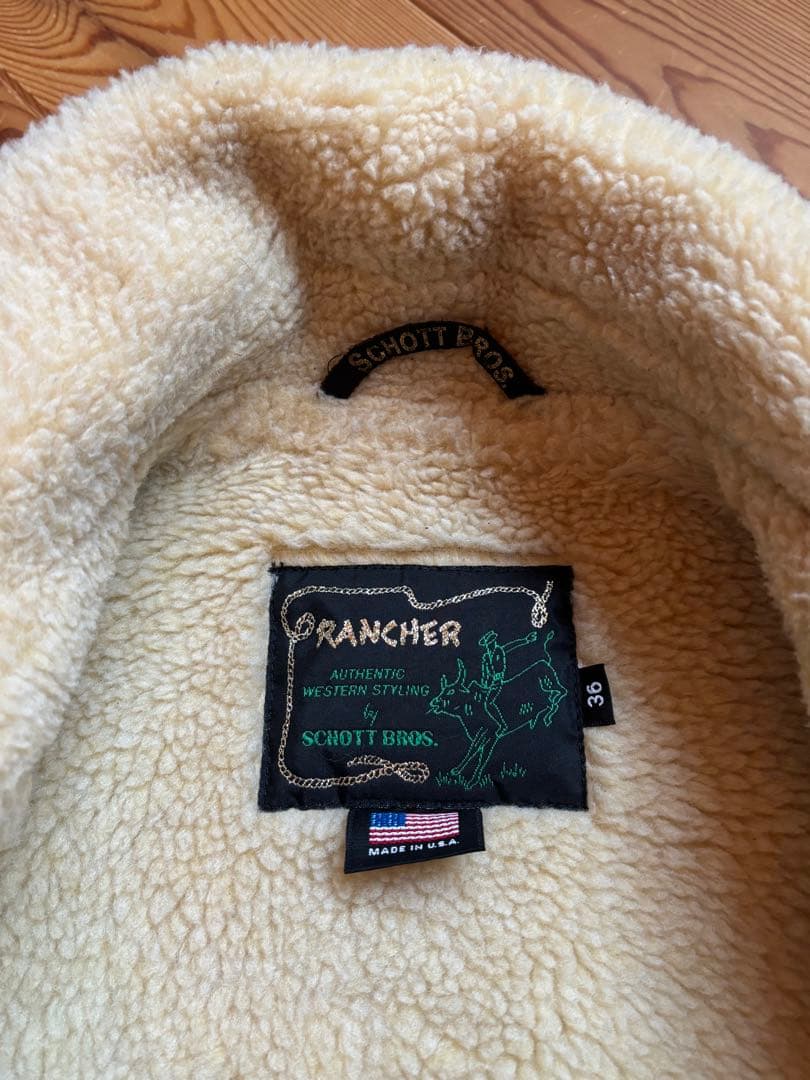 SCHOTT BROS.
RANCHER
AUTHENTIC
WESTERN STYLING
by
SCHOTT BROS.
36
MADE IN U.S.A.